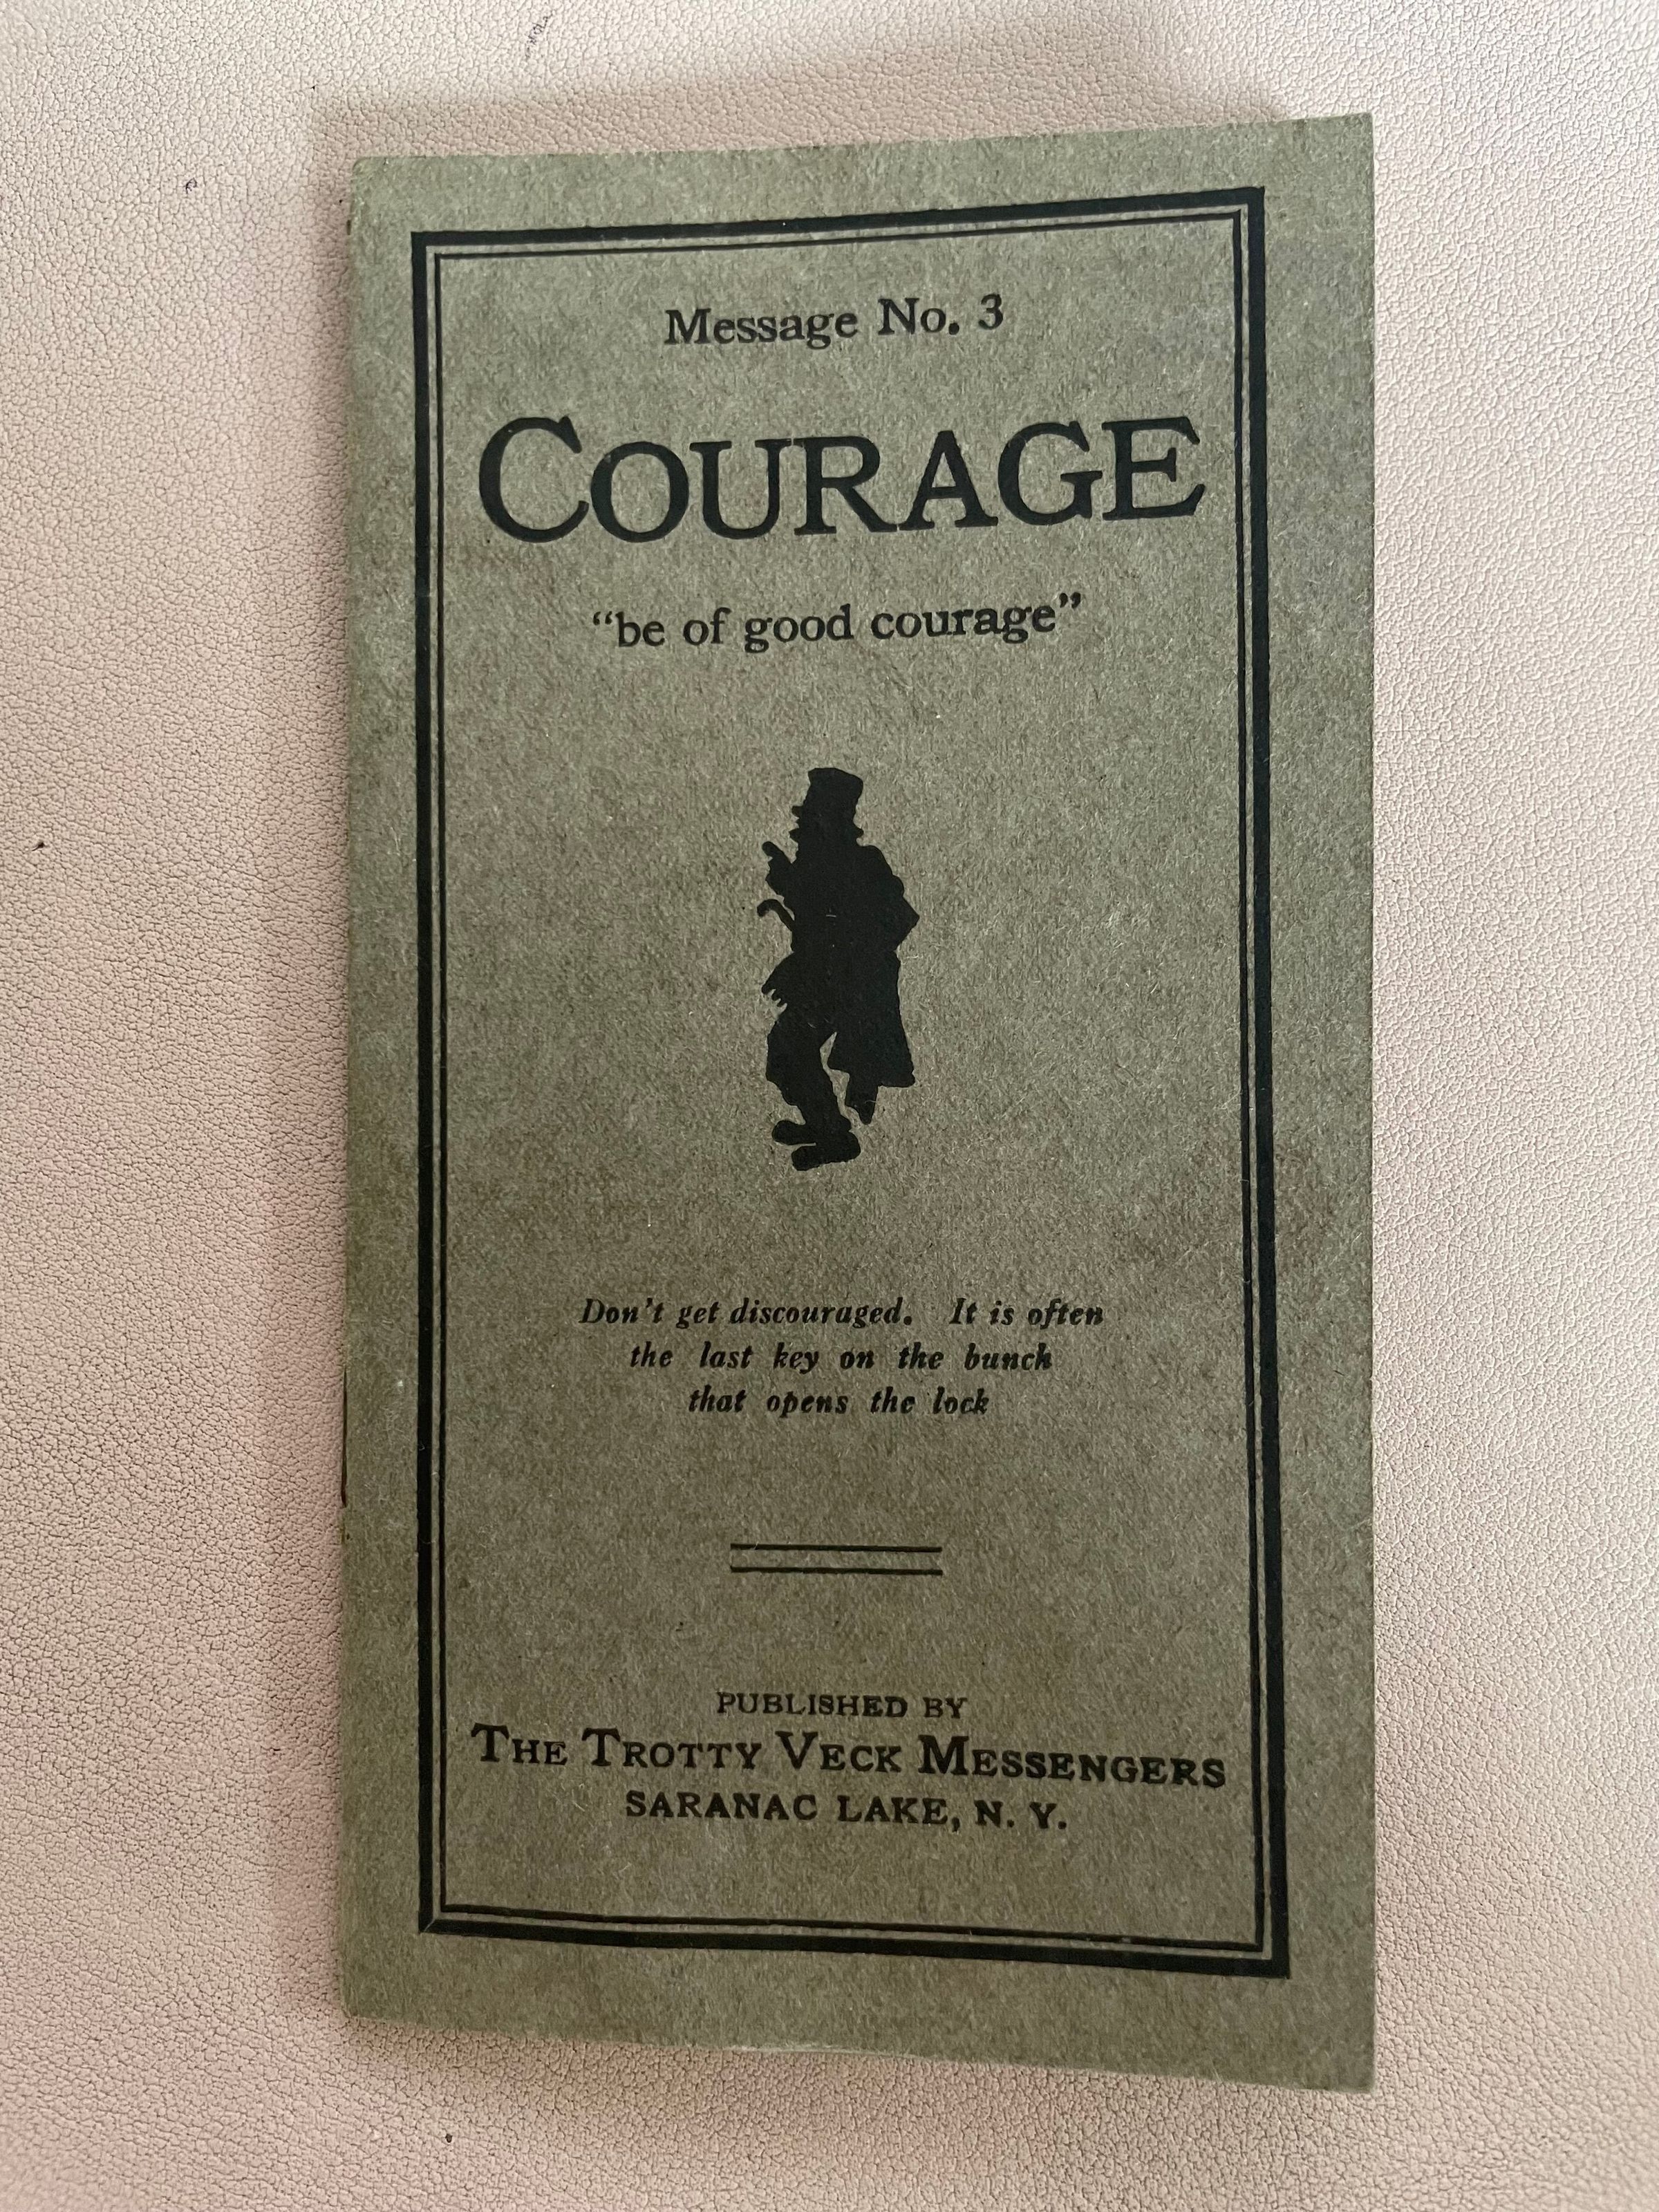 Message No. 3
COURAGE
“be of good courage”
Don't get discouraged. It is often
the last key on the bunch
that opens the lock
PUBLISHED BY
THE TROTTY VECK MESSENGERS
SARANAC LAKE, N. Y.